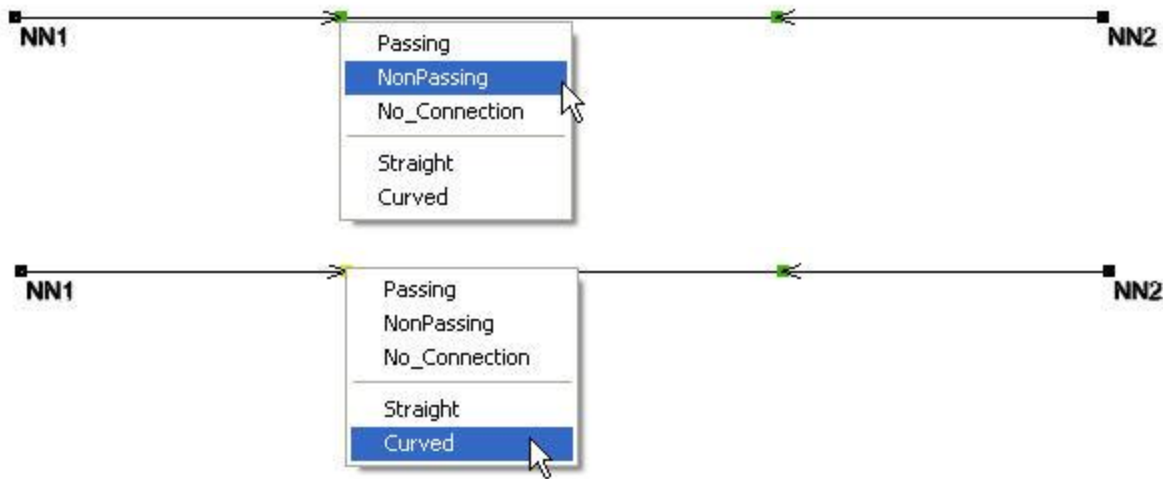 NN1
NN2
Passing
NonPassing
No_Connection
Straight
Curved
NN1
NN2
Passing
NonPassing
No_Connection
Straight
Curved